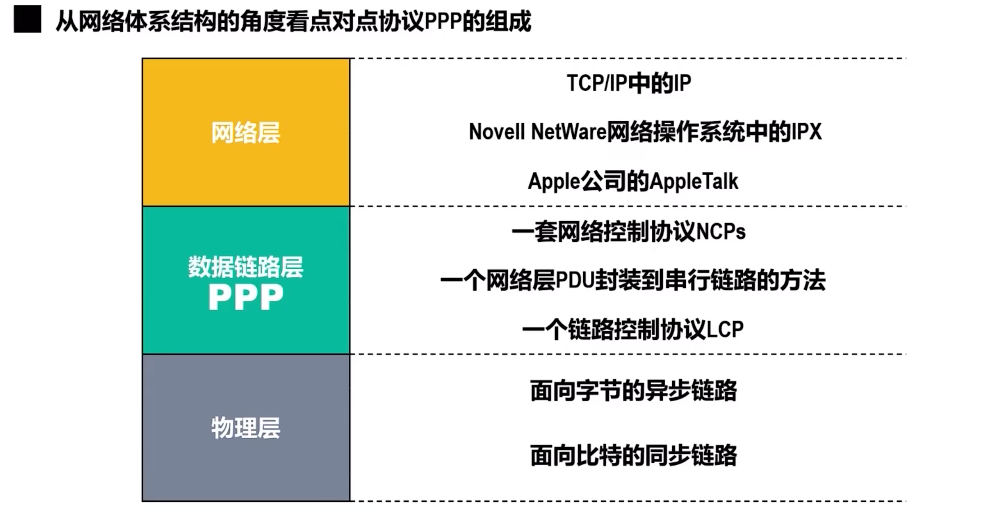 从网络体系结构的角度看点对点协议PPP的组成
网络层
TCP/IP中的IP
Novell NetWare网络操作系统中的IPX
Apple公司的AppleTalk
数据链路层
PPP
一套网络控制协议NCPs
一个网络层PDU封装到串行链路的方法
一个链路控制协议LCP
物理层
面向字节的异步链路
面向比特的同步链路